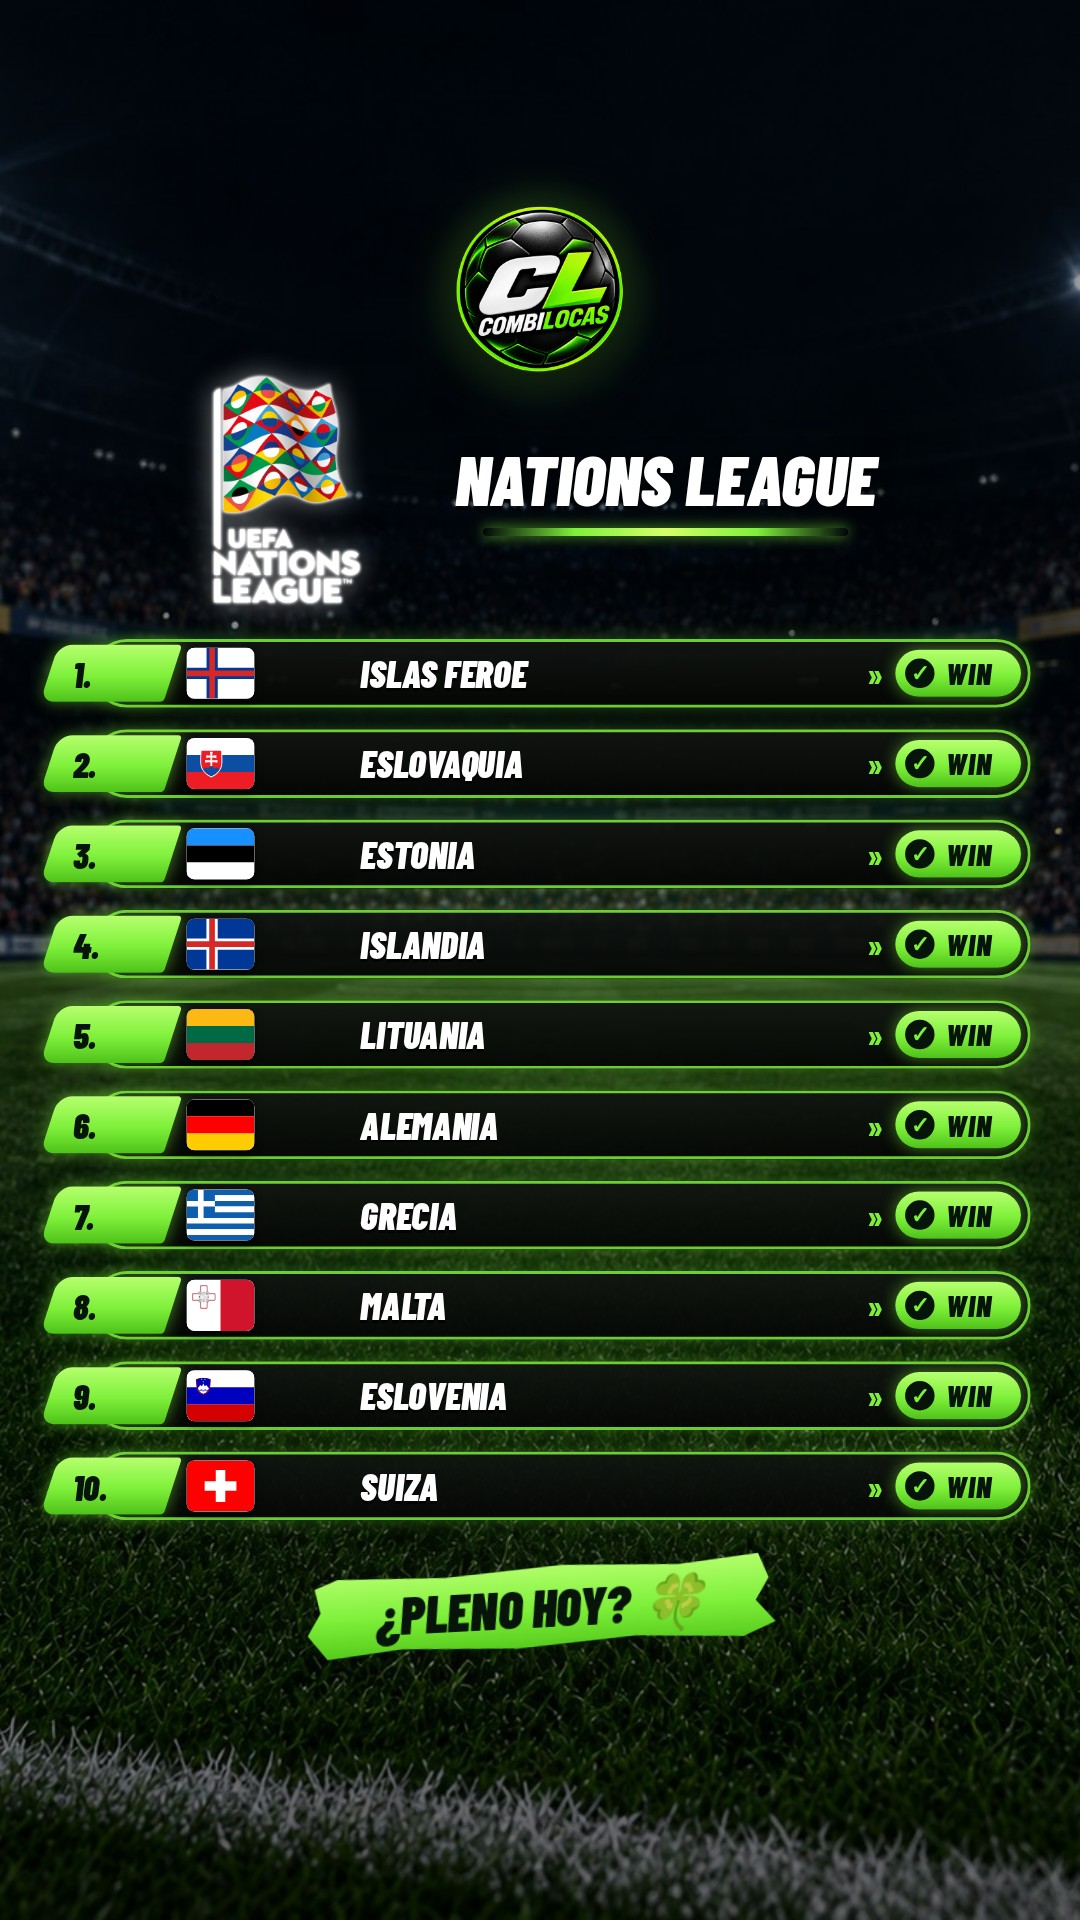 CL
COMBILOCAS
UEFA
NATIONS
LEAGUE™
NATIONS LEAGUE
1. ISLAS FEROE » ✓ WIN
2. ESLOVAQUIA » ✓ WIN
3. ESTONIA » ✓ WIN
4. ISLANDIA » ✓ WIN
5. LITUANIA » ✓ WIN
6. ALEMANIA » ✓ WIN
7. GRECIA » ✓ WIN
8. MALTA » ✓ WIN
9. ESLOVENIA » ✓ WIN
10. SUIZA » ✓ WIN
¿PLENO HOY? 🍀